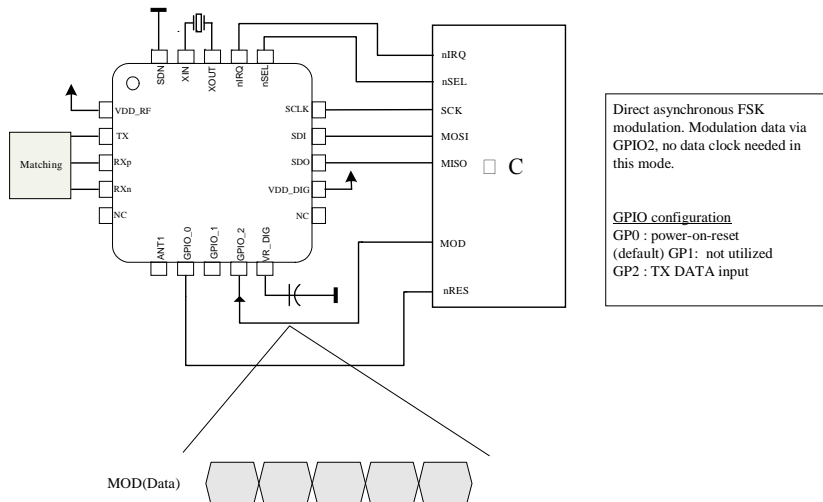 SDN
XIN
XOUT
nIRQ
nSEL
VDD_RF
TX
RXp
RXn
NC
SCLK
SDI
SDO
VDD_DIG
NC
ANT1
GPIO_0
GPIO_1
GPIO_2
VR_DIG
Matching
nIRQ
nSEL
SCK
MOSI
MISO
□ C
MOD
nRES
Direct asynchronous FSK
modulation. Modulation data via
GPIO2, no data clock needed in
this mode.
GPIO configuration
GP0 : power-on-reset
(default) GP1: not utilized
GP2 : TX DATA input
MOD(Data)